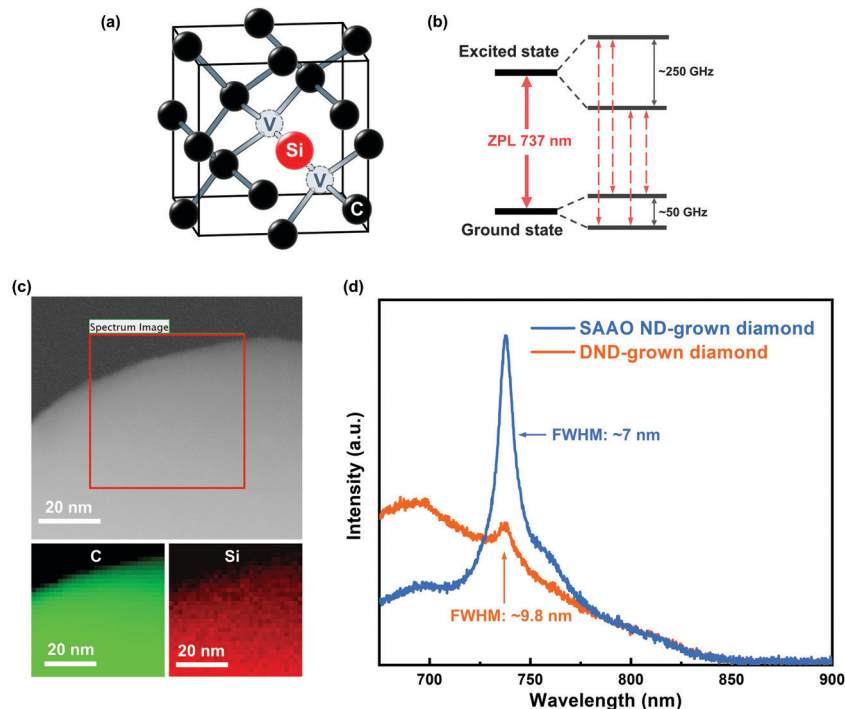 (a)
V
Si
V
C
(b)
Excited state
~250 GHz
ZPL 737 nm
~50 GHz
Ground state
(c)
Spectrum Image
20 nm
C
20 nm
Si
20 nm
(d)
SAAO ND-grown diamond
DND-grown diamond
FWHM: ~7 nm
FWHM: ~9.8 nm
Intensity (a.u.)
700
750
800
850
900
Wavelength (nm)